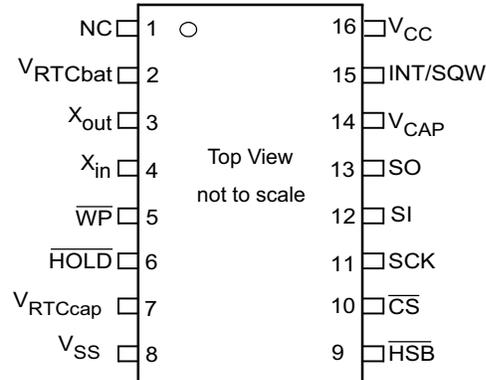 NC 1 16 VCC
VRTCbat 2 15 INT/SQW
Xout 3 14 VCAP
Xin 4 Top View 13 SO
not to scale
WP 5 12 SI
HOLD 6 11 SCK
VRTCcap 7 10 CS
VSS 8 9 HSB